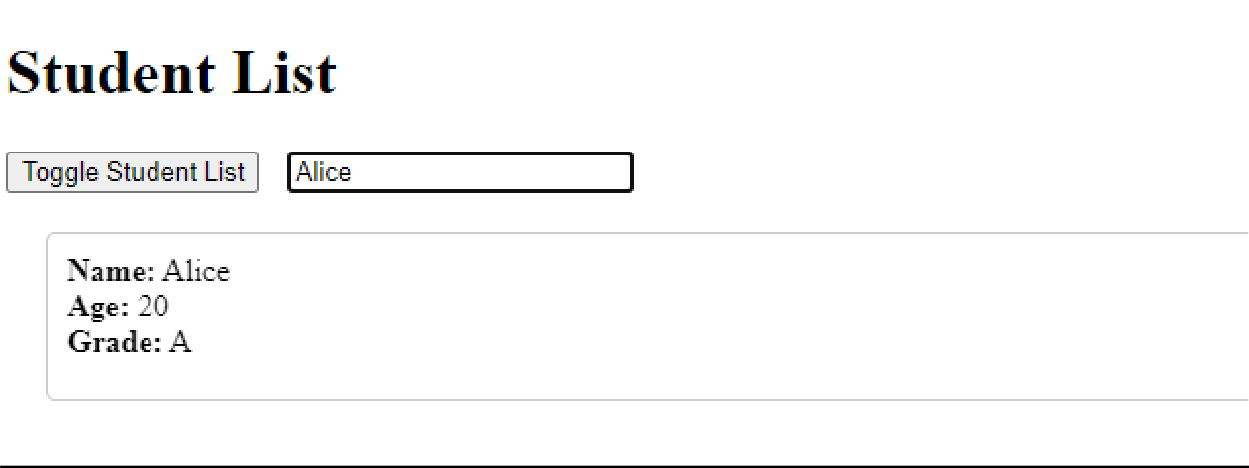 Student List
Toggle Student List Alice
Name: Alice
Age: 20
Grade: A